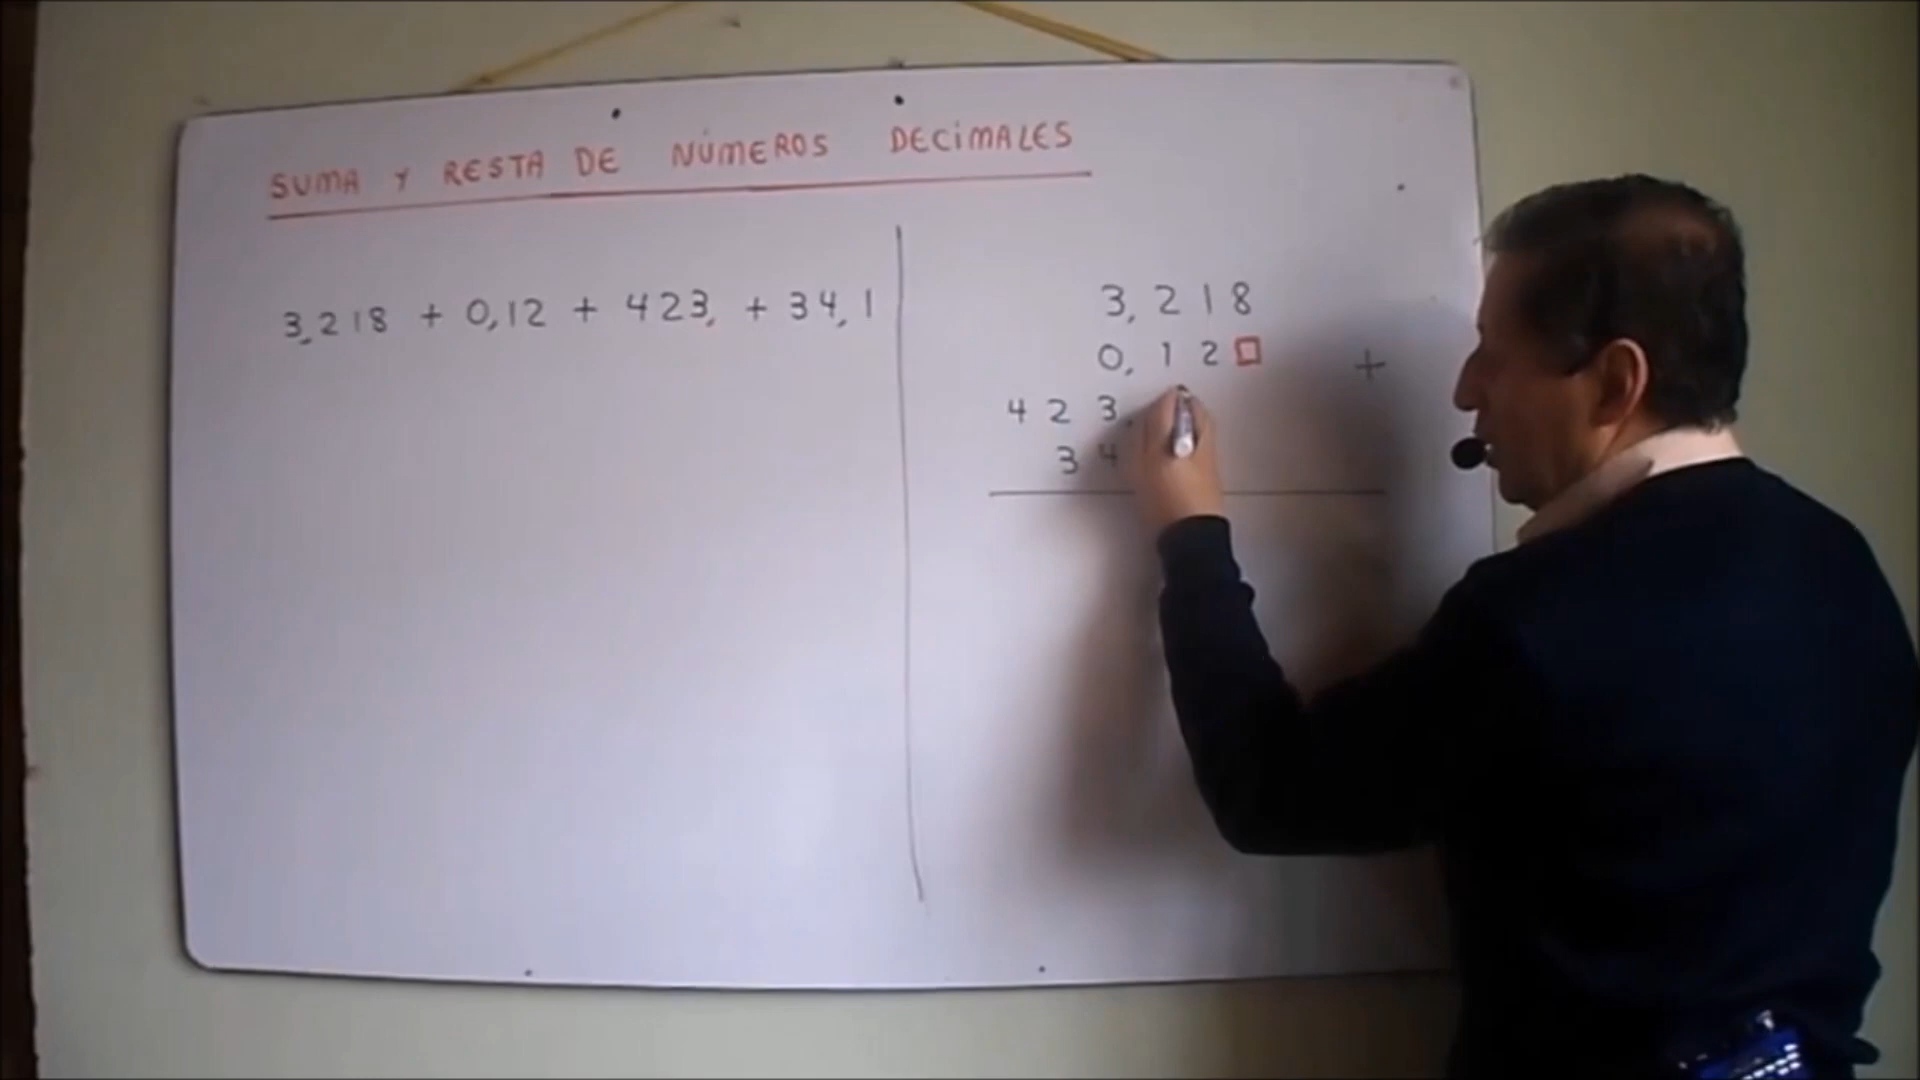 SUMA Y RESTA DE NÚMEROS DECIMALES
3,218 + 0,12 + 423, + 34,1
3,218
0,12□ +
423,
34